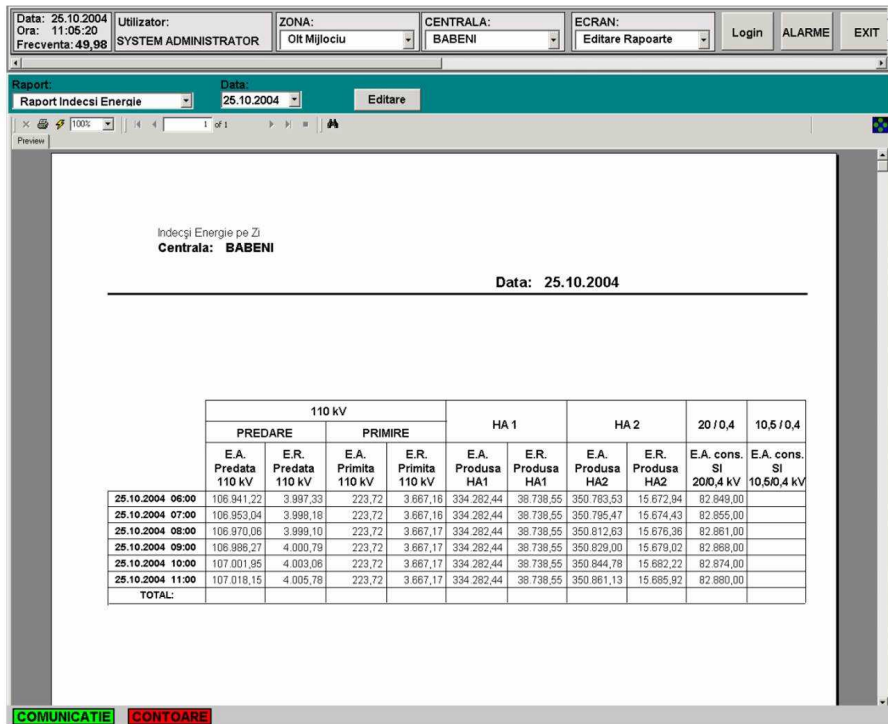 Data: 25.10.2004
Ora: 11:05:20
Frecventa: 49,98
Utilizator:
SYSTEM ADMINISTRATOR
ZONA:
Olt Mijlociu
CENTRALA:
BABENI
ECRAN:
Editare Rapoarte
Login
ALARME
EXIT
Raport:
Raport Indecsi Energie
Data:
25.10.2004
Editare
100%
1 of 1
Preview
Indecşi Energie pe Zi
Centrala: BABENI
Data: 25.10.2004
110 kV HA 1 HA 2 20 / 0,4 10,5 / 0,4
PREDARE PRIMIRE
E.A. Predata 110 kV E.R. Predata 110 kV E.A. Primita 110 kV E.R. Primita 110 kV E.A. Produsa HA1 E.R. Produsa HA1 E.A. Produsa HA2 E.R. Produsa HA2 E.A. cons. SI 20/0,4 kV E.A. cons. SI 10,5/0,4 kV
25.10.2004 06:00 106.941,22 3.997,33 223,72 3.667,16 334.282,44 38.738,55 350.783,53 15.672,94 82.849,00
25.10.2004 07:00 106.953,04 3.998,18 223,72 3.667,16 334.282,44 38.738,55 350.795,47 15.674,43 82.855,00
25.10.2004 08:00 106.970,06 3.999,10 223,72 3.667,17 334.282,44 38.738,55 350.812,63 15.676,36 82.861,00
25.10.2004 09:00 106.986,27 4.000,79 223,72 3.667,17 334.282,44 38.738,55 350.829,00 15.679,02 82.868,00
25.10.2004 10:00 107.001,95 4.003,06 223,72 3.667,17 334.282,44 38.738,55 350.844,78 15.682,22 82.874,00
25.10.2004 11:00 107.018,15 4.005,78 223,72 3.667,17 334.282,44 38.738,55 350.861,13 15.685,92 82.880,00
TOTAL:
COMUNICATIE CONTOARE